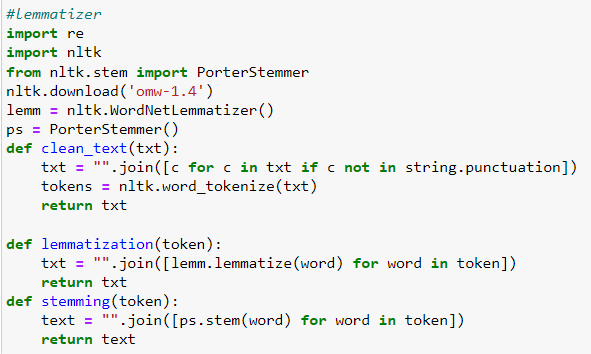 #lemmatizer
import re
import nltk
from nltk.stem import PorterStemmer
nltk.download('omw-1.4')
lemm = nltk.WordNetLemmatizer()
ps = PorterStemmer()
def clean_text(txt):
    txt = "".join([c for c in txt if c not in string.punctuation])
    tokens = nltk.word_tokenize(txt)
    return txt

def lemmatization(token):
    txt = "".join([lemm.lemmatize(word) for word in token])
    return txt
def stemming(token):
    text = "".join([ps.stem(word) for word in token])
    return text